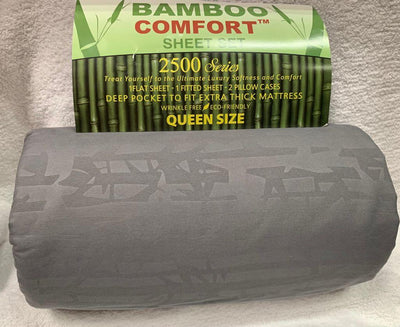 BAMBOO
COMFORT™
SHEET SET
2500 Series
Treat Yourself to the Ultimate Luxury Softness and Comfort
1FLAT SHEET - 1 FITTED SHEET - 2 PILLOW CASES
DEEP POCKET TO FIT EXTRA THICK MATTRESS
WRINKLE FREE ECO-FRIENDLY
QUEEN SIZE